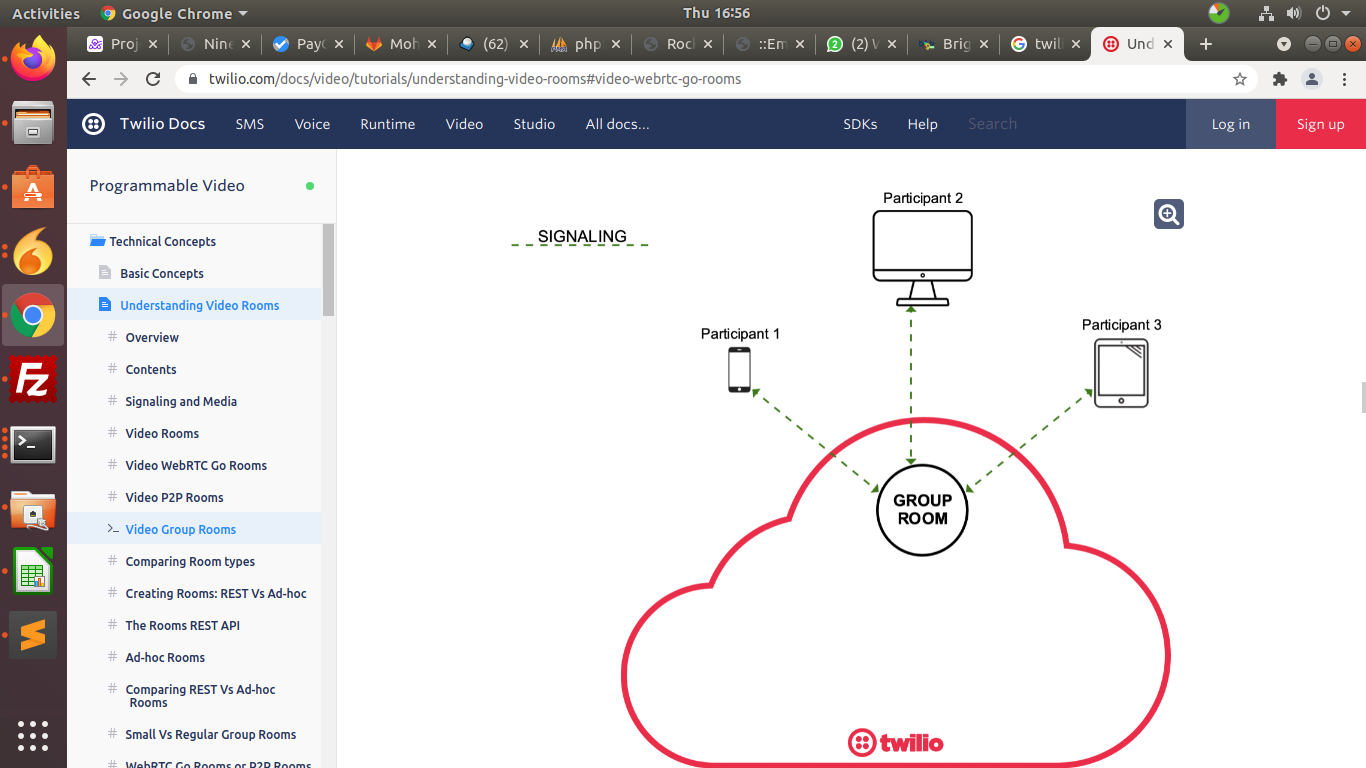 Activities
Google Chrome
Thu 16:56
Proj
Nine
Pay
Moh
(62)
php
Roc
::Em
(2) W
Brig
twil
Und
twilio.com/docs/video/tutorials/understanding-video-rooms#video-webrtc-go-rooms
Twilio Docs
SMS
Voice
Runtime
Video
Studio
All docs...
SDKs
Help
Search
Log in
Sign up
Programmable Video
Technical Concepts
Basic Concepts
Understanding Video Rooms
# Overview
# Contents
# Signaling and Media
# Video Rooms
# Video WebRTC Go Rooms
# Video P2P Rooms
>_ Video Group Rooms
# Comparing Room types
# Creating Rooms: REST Vs Ad-hoc
# The Rooms REST API
# Ad-hoc Rooms
# Comparing REST Vs Ad-hoc
Rooms
# Small Vs Regular Group Rooms
WebRTC Go Rooms or P2P Rooms
SIGNALING
Participant 2
Participant 1
Participant 3
GROUP
ROOM
twilio